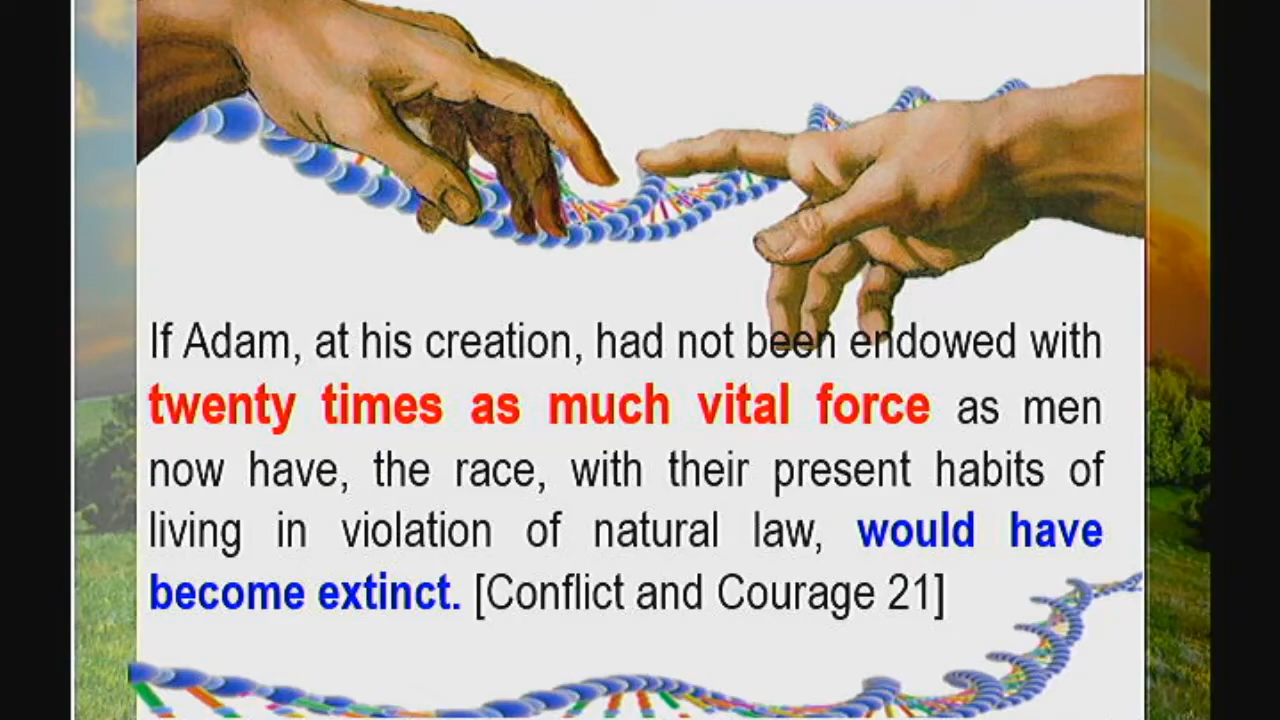 If Adam, at his creation, had not been endowed with
twenty times as much vital force as men
now have, the race, with their present habits of
living in violation of natural law, would have
become extinct. [Conflict and Courage 21]